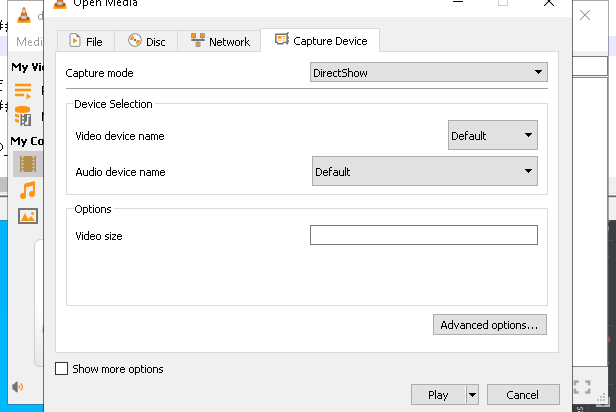 Open Media
File
Disc
Network
Capture Device
Capture mode
DirectShow
Device Selection
Video device name
Default
Audio device name
Default
Options
Video size
Advanced options...
Show more options
Play
Cancel
Medi
My Vi
My Co